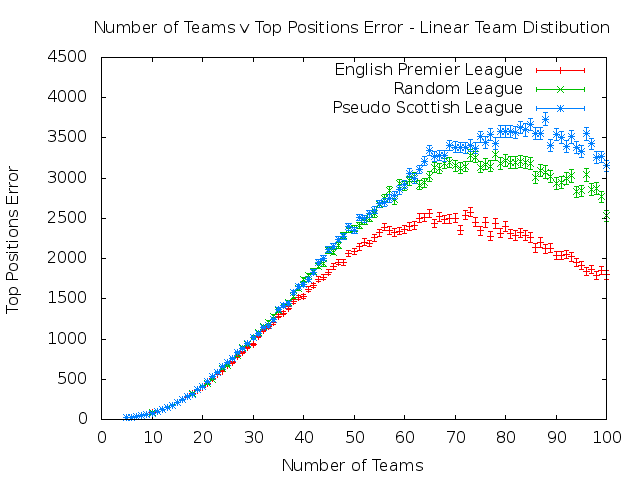 Number of Teams v Top Positions Error - Linear Team Distibution
4500
4000
3500
3000
2500
2000
1500
1000
500
0
Top Positions Error
English Premier League
Random League
Pseudo Scottish League
0 10 20 30 40 50 60 70 80 90 100
Number of Teams